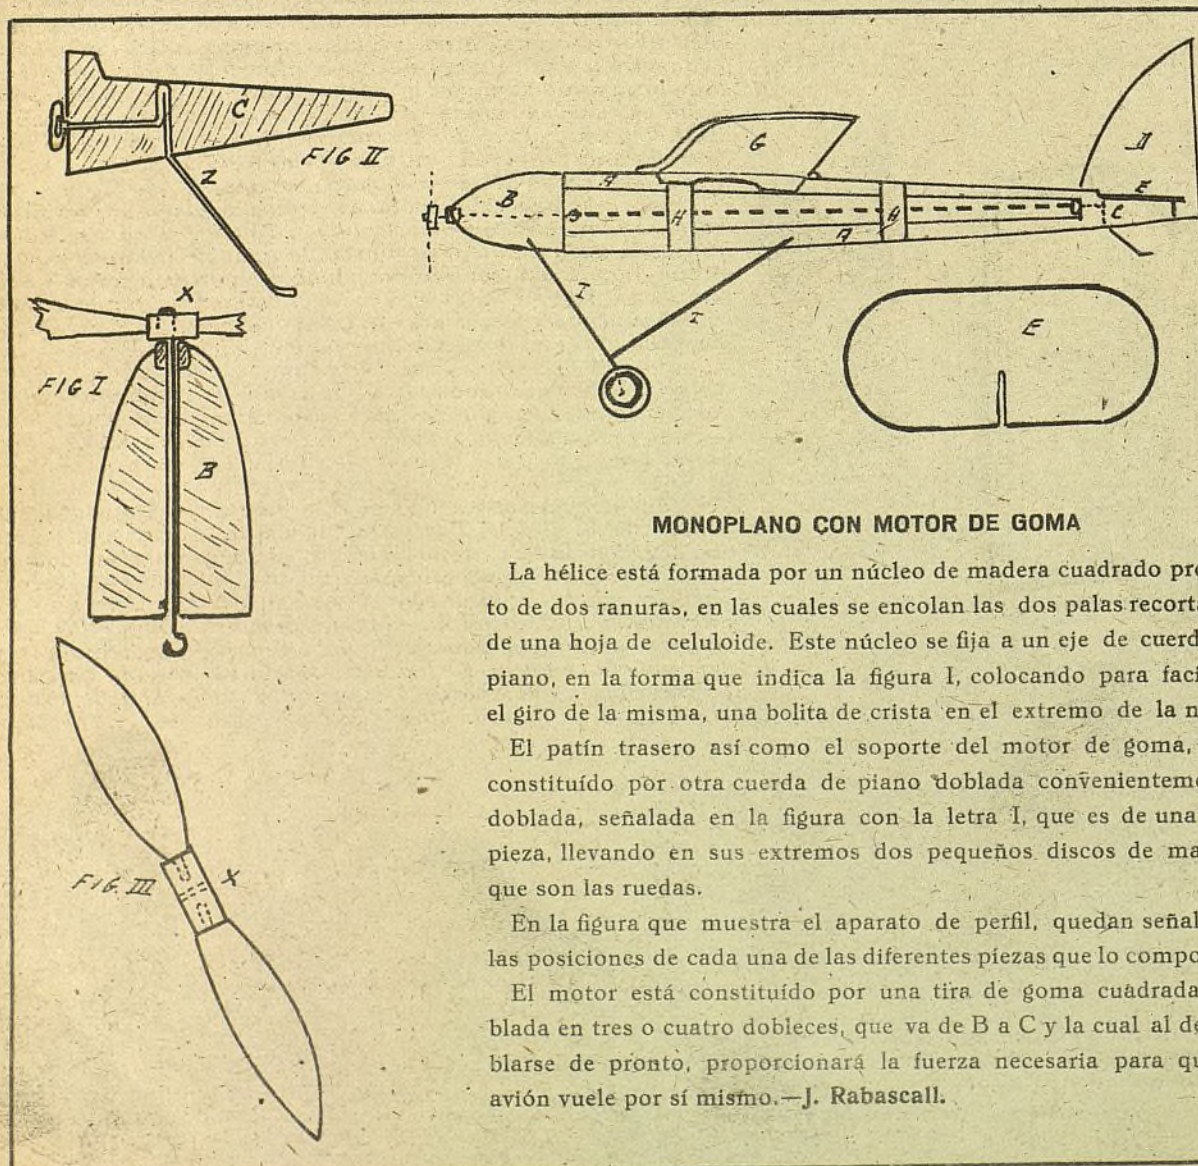 C
FIG II
Z
G
D
A
B
E
H
H
C
A
I
I
X
E
FIG I
B
MONOPLANO CON MOTOR DE GOMA
La hélice está formada por un núcleo de madera cuadrado pro
to de dos ranuras, en las cuales se encolan las dos palas recorta
de una hoja de celuloide. Este núcleo se fija a un eje de cuerd
piano, en la forma que indica la figura I, colocando para faci
el giro de la misma, una bolita de crista en el extremo de la n
El patín trasero así como el soporte del motor de goma,
constituído por otra cuerda de piano doblada convenienteme
doblada, señalada en la figura con la letra I, que es de una
pieza, llevando en sus extremos dos pequeños discos de ma
que son las ruedas.
FIG. III
X
En la figura que muestra el aparato de perfil, quedan señal
las posiciones de cada una de las diferentes piezas que lo compo
El motor está constituído por una tira de goma cuadrada
blada en tres o cuatro dobleces, que va de B a C y la cual al de
blarse de pronto, proporcionará la fuerza necesaria para qu
avión vuele por sí mismo.—J. Rabascall.